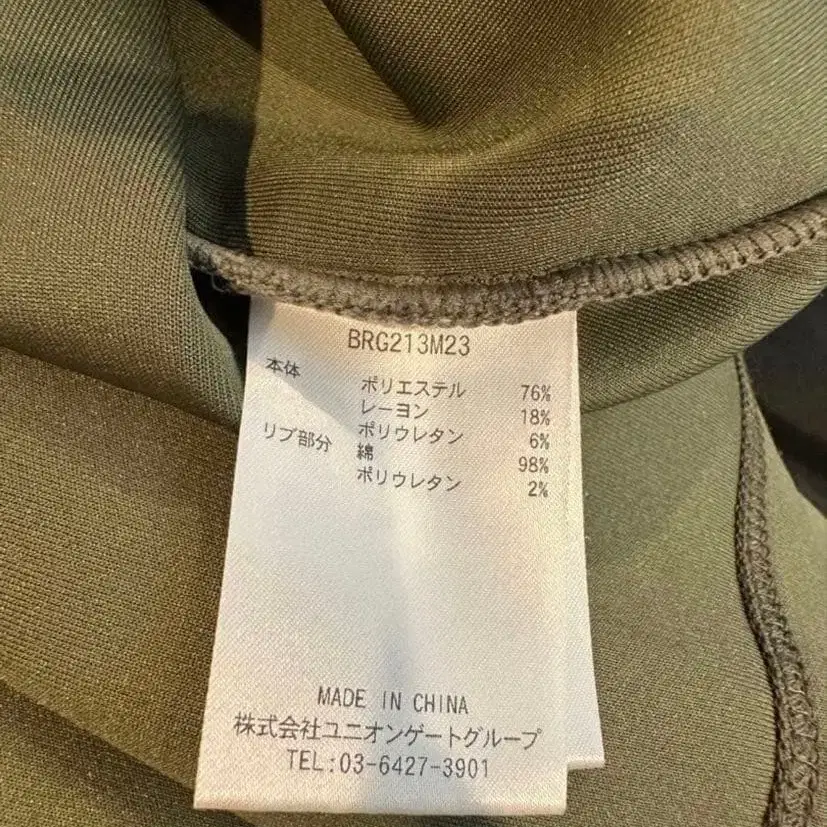 BRG213M23
本体 ポリエステル 76%
レーヨン 18%
ポリウレタン 6%
リブ部分 綿 98%
ポリウレタン 2%
MADE IN CHINA
株式会社ユニオンゲートグループ
TEL:03-6427-3901